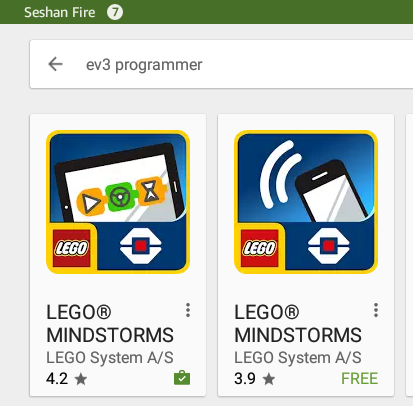 Seshan Fire 7
ev3 programmer
LEGO
LEGO®
MINDSTORMS
LEGO System A/S
4.2
LEGO
LEGO®
MINDSTORMS
LEGO System A/S
3.9 FREE